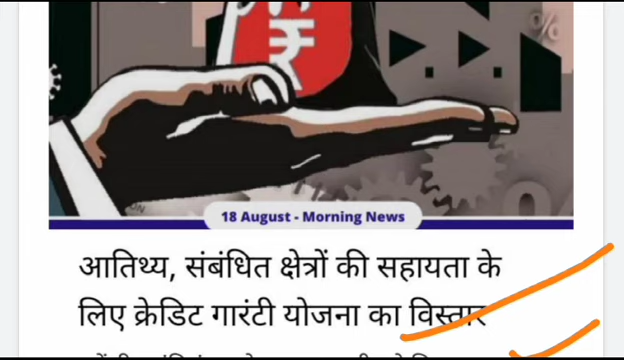 ₹
%
18 August - Morning News
आतिथ्य, संबंधित क्षेत्रों की सहायता के
लिए क्रेडिट गारंटी योजना का विस्तार